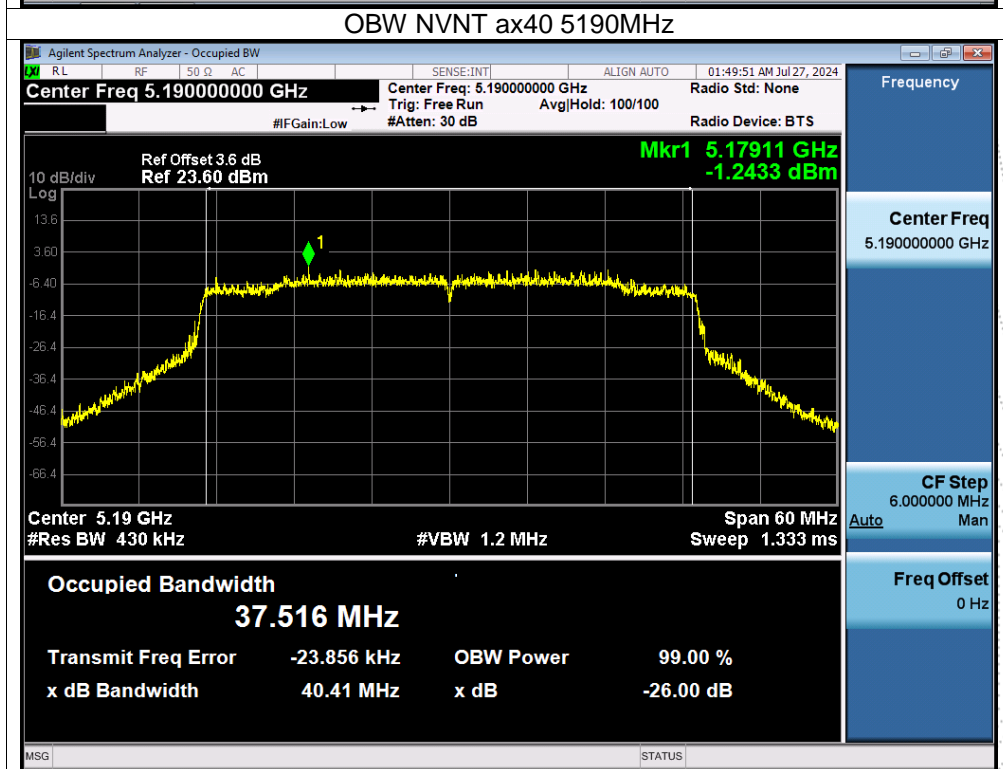 OBW NVNT ax40 5190MHz
Agilent Spectrum Analyzer - Occupied BW
LXI RL RF 50 Ω AC SENSE:INT ALIGN AUTO 01:49:51 AM Jul 27, 2024
Center Freq 5.190000000 GHz
Center Freq: 5.190000000 GHz
Radio Std: None
Trig: Free Run Avg|Hold: 100/100
#IFGain:Low #Atten: 30 dB Radio Device: BTS
Frequency
Mkr1 5.17911 GHz
-1.2433 dBm
Ref Offset 3.6 dB
10 dB/div Ref 23.60 dBm
Log
13.6
3.60
-6.40
-16.4
-26.4
-36.4
-46.4
-56.4
-66.4
1
Center Freq
5.190000000 GHz
CF Step
6.000000 MHz
Auto Man
Freq Offset
0 Hz
Center 5.19 GHz Span 60 MHz
#Res BW 430 kHz #VBW 1.2 MHz Sweep 1.333 ms
Occupied Bandwidth
37.516 MHz
Transmit Freq Error -23.856 kHz OBW Power 99.00 %
x dB Bandwidth 40.41 MHz x dB -26.00 dB
MSG STATUS